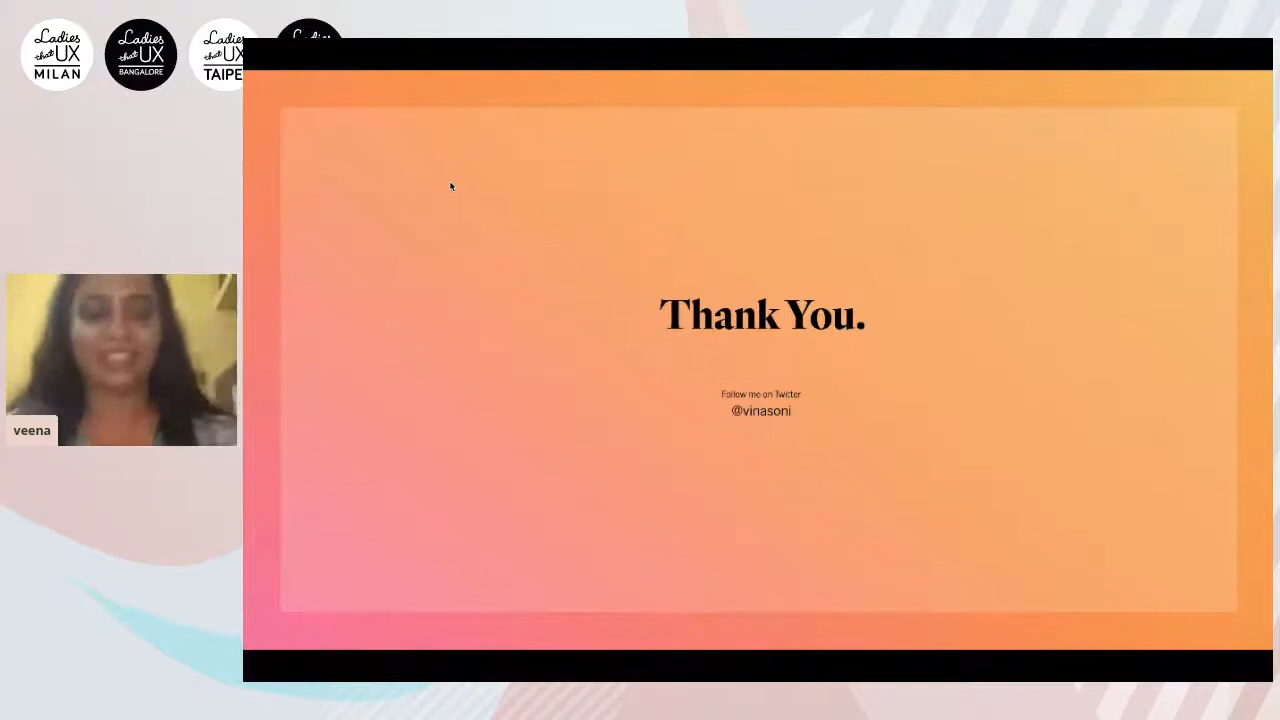 Ladies
that UX
MILAN
Ladies
that UX
BANGALORE
Ladies
that UX
TAIPE
Ladies
Thank You.
Follow me on Twitter
@vinasoni
veena